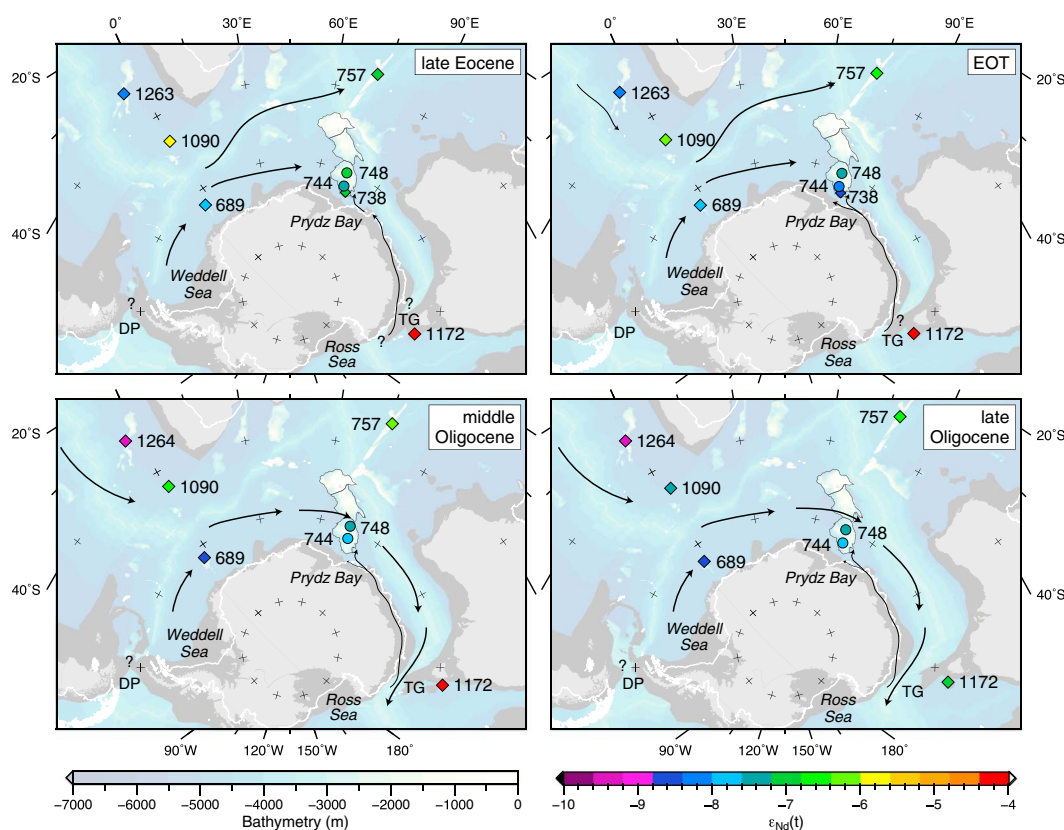 0˚ 30˚E 60˚E 90˚E
0˚ 30˚E 60˚E 90˚E
late Eocene
20˚S
757
1263
1090
748
744
738
689
40˚S
Prydz Bay
Weddell
Sea
?
DP
?
TG
?
1172
Ross
Sea
EOT
20˚S
757
1263
1090
748
744
738
689
40˚S
Prydz Bay
Weddell
Sea
DP
?
TG
1172
Ross
Sea
middle
Oligocene
20˚S
757
1264
1090
748
744
689
40˚S
Prydz Bay
Weddell
Sea
?
DP
TG
1172
Ross
Sea
late
Oligocene
20˚S
757
1264
1090
748
744
689
40˚S
Prydz Bay
Weddell
Sea
?
DP
TG
1172
Ross
Sea
90˚W 120˚W 150˚W 180˚
90˚W 120˚W 150˚W 180˚
−7000 −6000 −5000 −4000 −3000 −2000 −1000 0
Bathymetry (m)
−10 −9 −8 −7 −6 −5 −4
εNd(t)